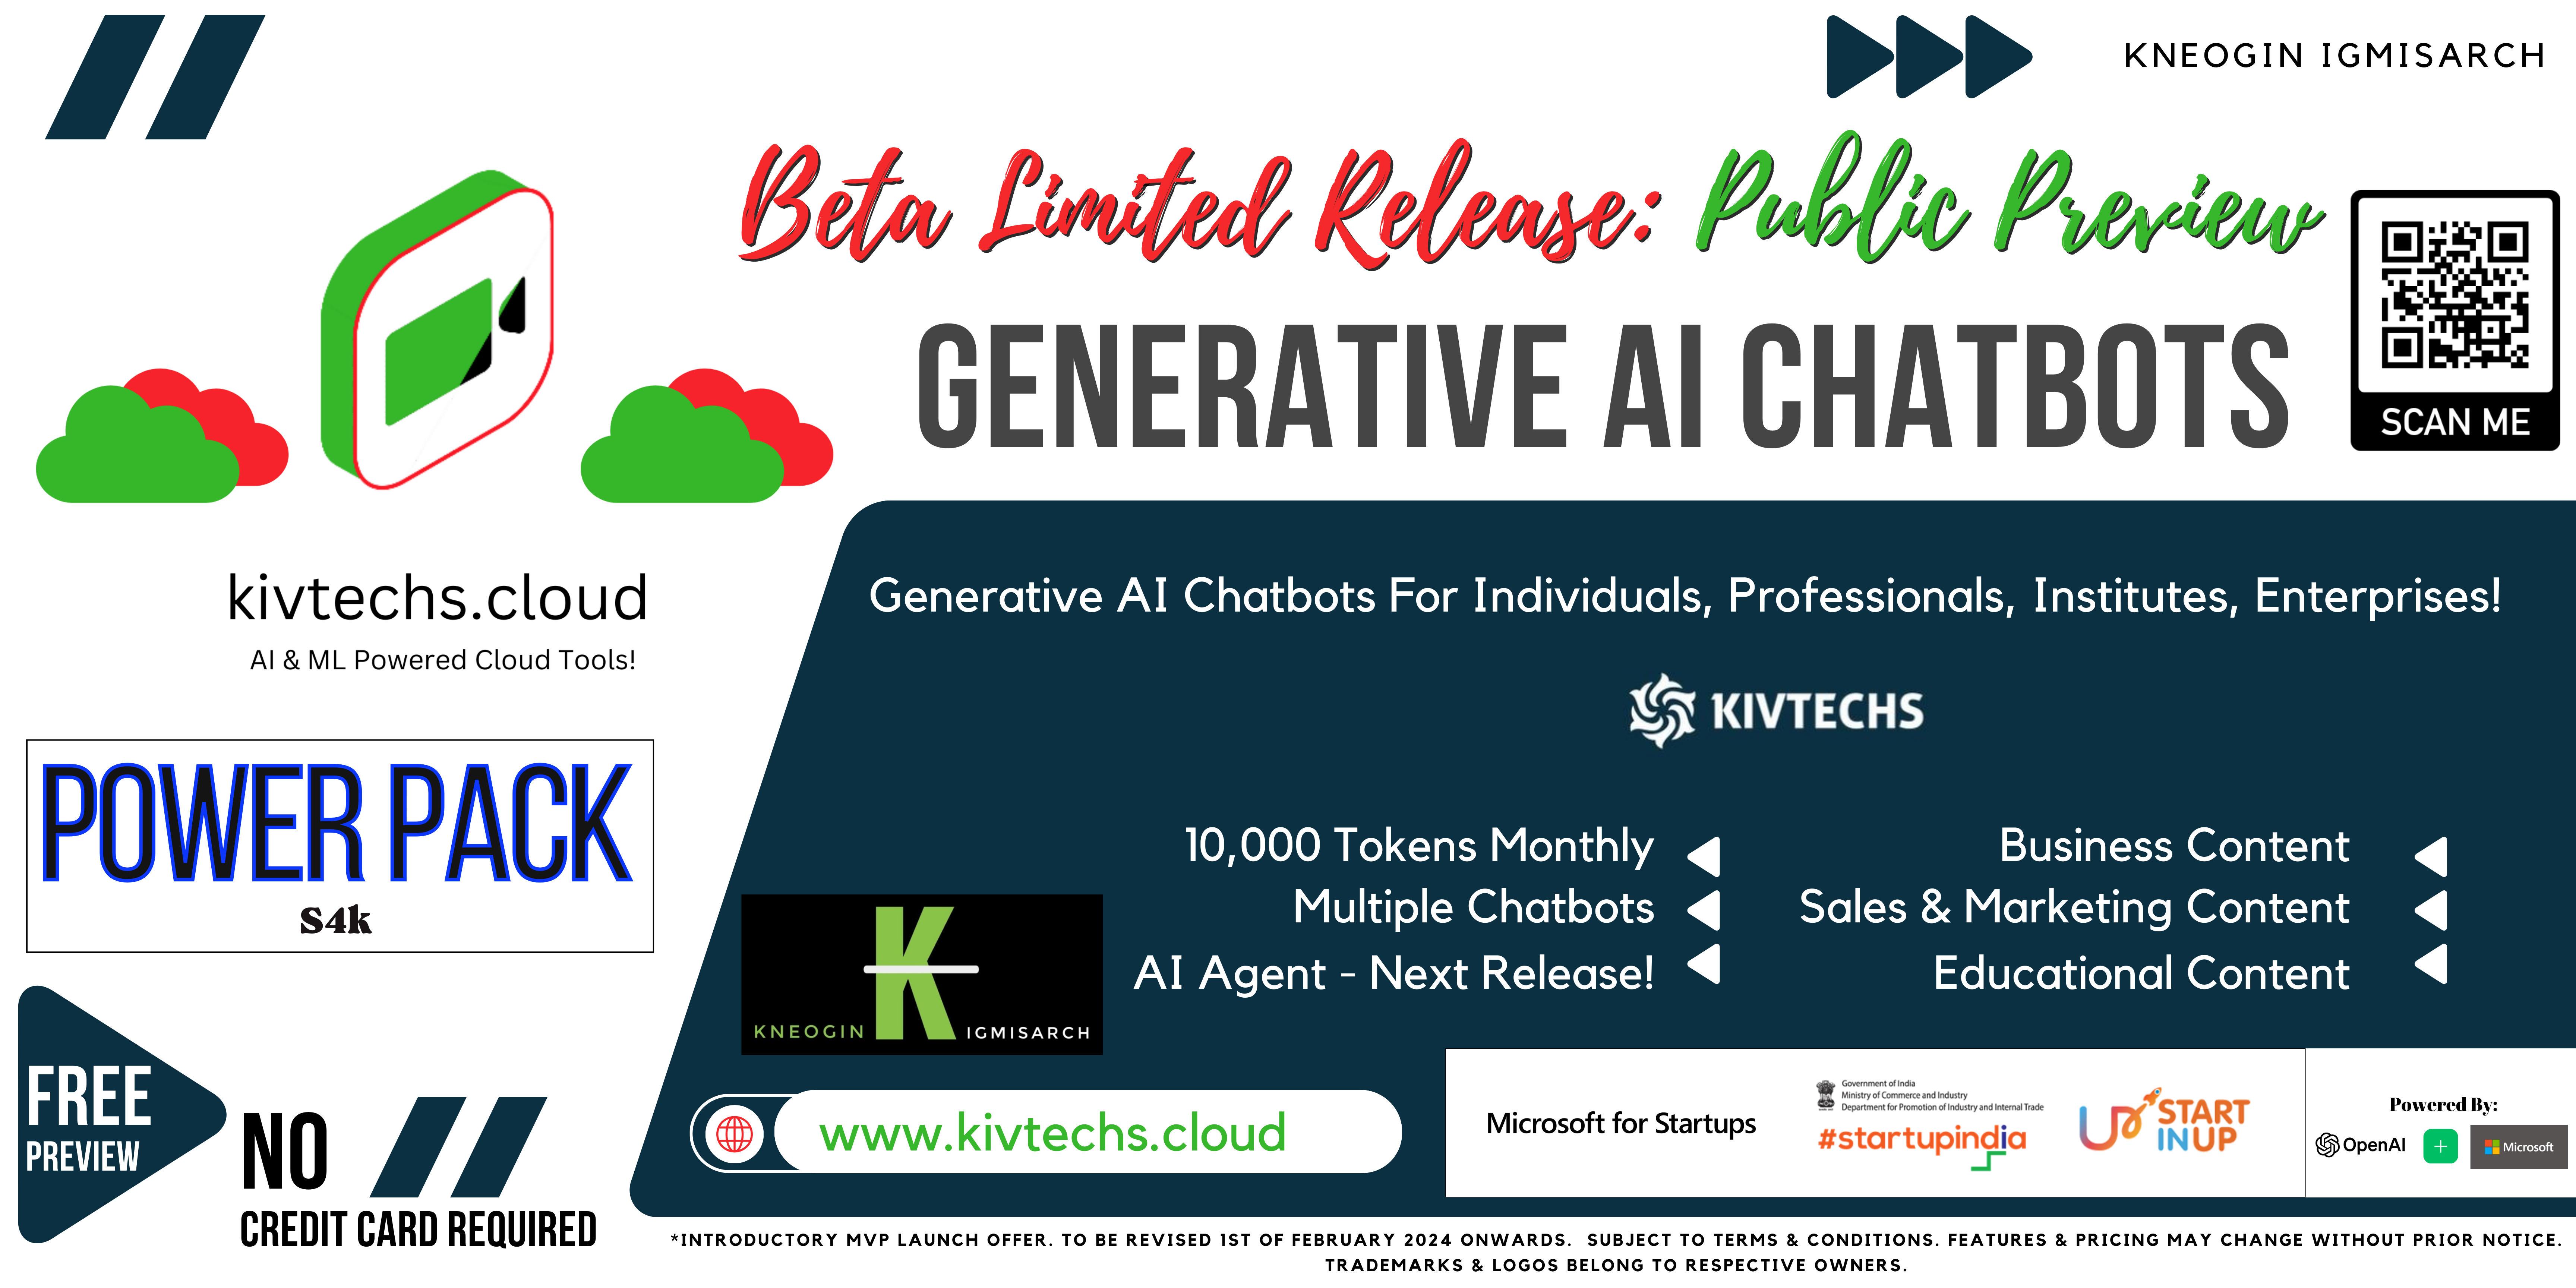 KNEOGIN IGMISARCH
Beta Limited Release: Public Preview
GENERATIVE AI CHATBOTS
SCAN ME
kivtechs.cloud
AI & ML Powered Cloud Tools!
POWER PACK
S4k
FREE
PREVIEW
NO
CREDIT CARD REQUIRED
Generative AI Chatbots For Individuals, Professionals, Institutes, Enterprises!
KIVTECHS
10,000 Tokens Monthly
Multiple Chatbots
AI Agent - Next Release!
Business Content
Sales & Marketing Content
Educational Content
K
KNEOGIN IGMISARCH
www.kivtechs.cloud
Microsoft for Startups
Government of India
Ministry of Commerce and Industry
Department for Promotion of Industry and Internal Trade
#startupindia
UP START
IN UP
Powered By:
OpenAI + Microsoft
*INTRODUCTORY MVP LAUNCH OFFER. TO BE REVISED 1ST OF FEBRUARY 2024 ONWARDS. SUBJECT TO TERMS & CONDITIONS. FEATURES & PRICING MAY CHANGE WITHOUT PRIOR NOTICE.
TRADEMARKS & LOGOS BELONG TO RESPECTIVE OWNERS.